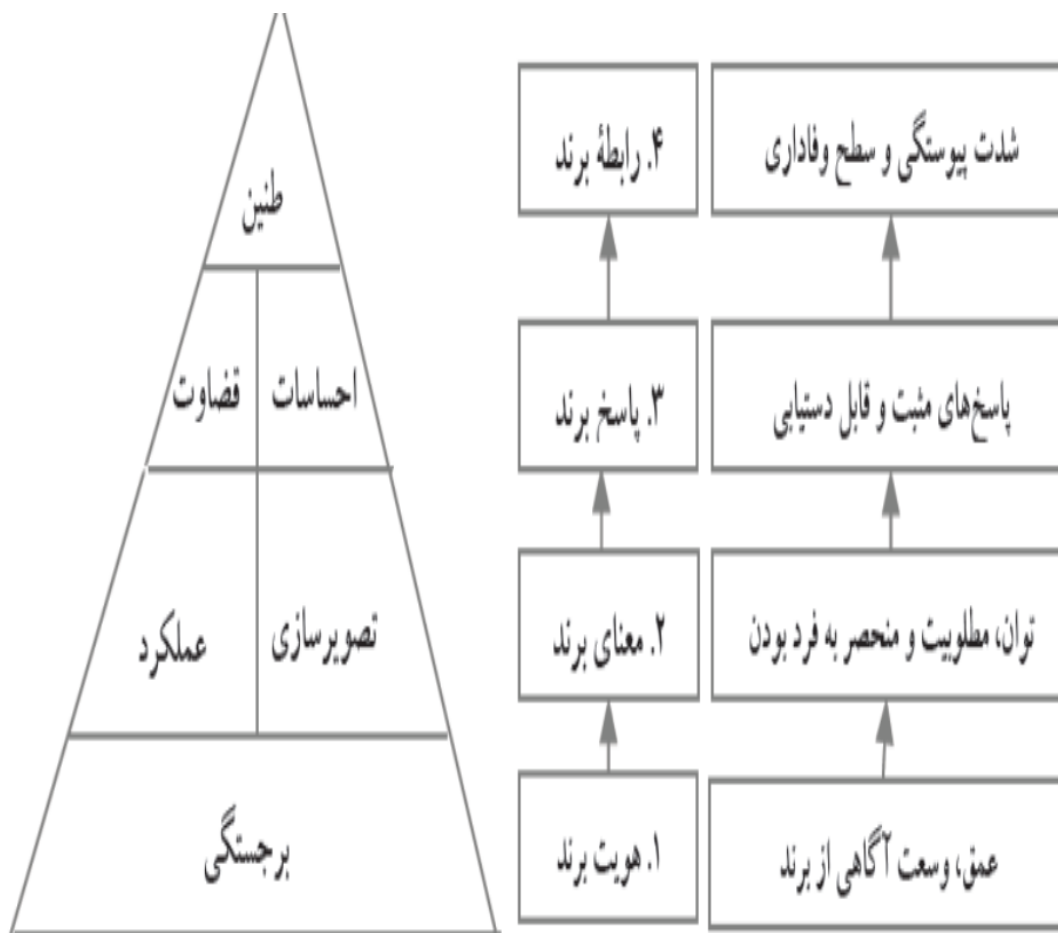 شدت پیوستگی و سطح وفاداری
۴. رابطهٔ برند
طنین
پاسخ‌های مثبت و قابل دستیابی
۳. پاسخ برند
احساسات
قضاوت
توان، مطلوبیت و منحصر به فرد بودن
۲. معنای برند
تصویرسازی
عملکرد
عمق، وسعت آگاهی از برند
۱. هویت برند
برجستگی